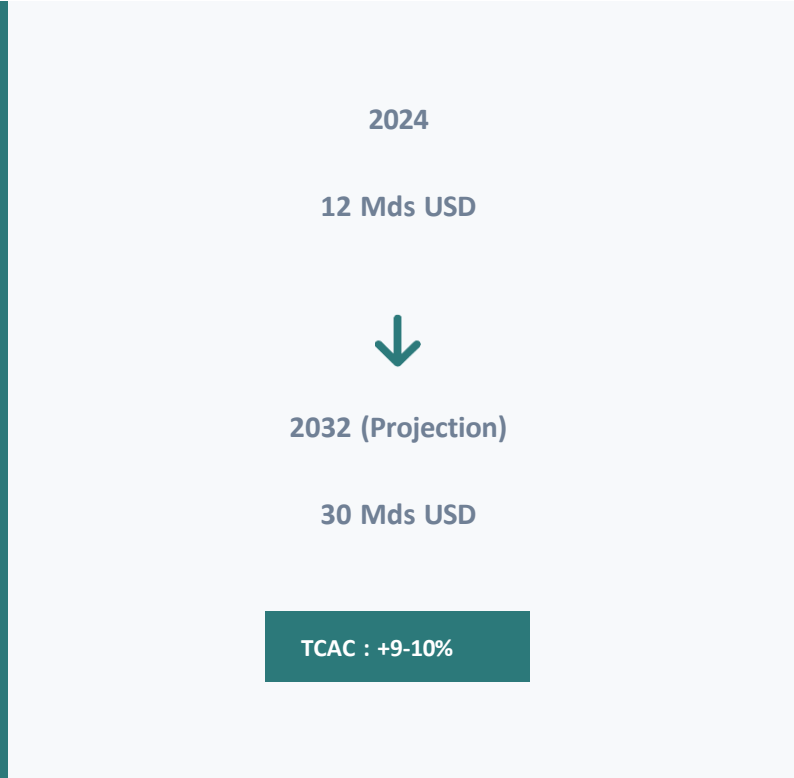 2024
12 Mds USD
2032 (Projection)
30 Mds USD
TCAC : +9-10%